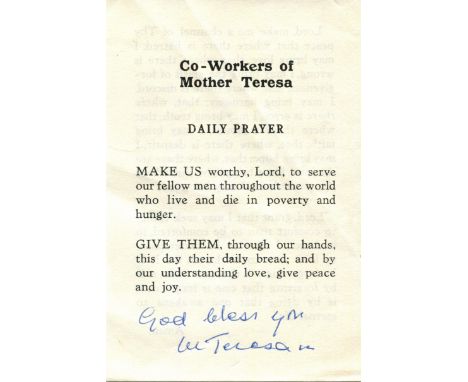 Co-Workers of
Mother Teresa
DAILY PRAYER
MAKE US worthy, Lord, to serve
our fellow men throughout the world
who live and die in poverty and
hunger.
GIVE THEM, through our hands,
this day their daily bread; and by
our understanding love, give peace
and joy.
God bless you
M Teresa m